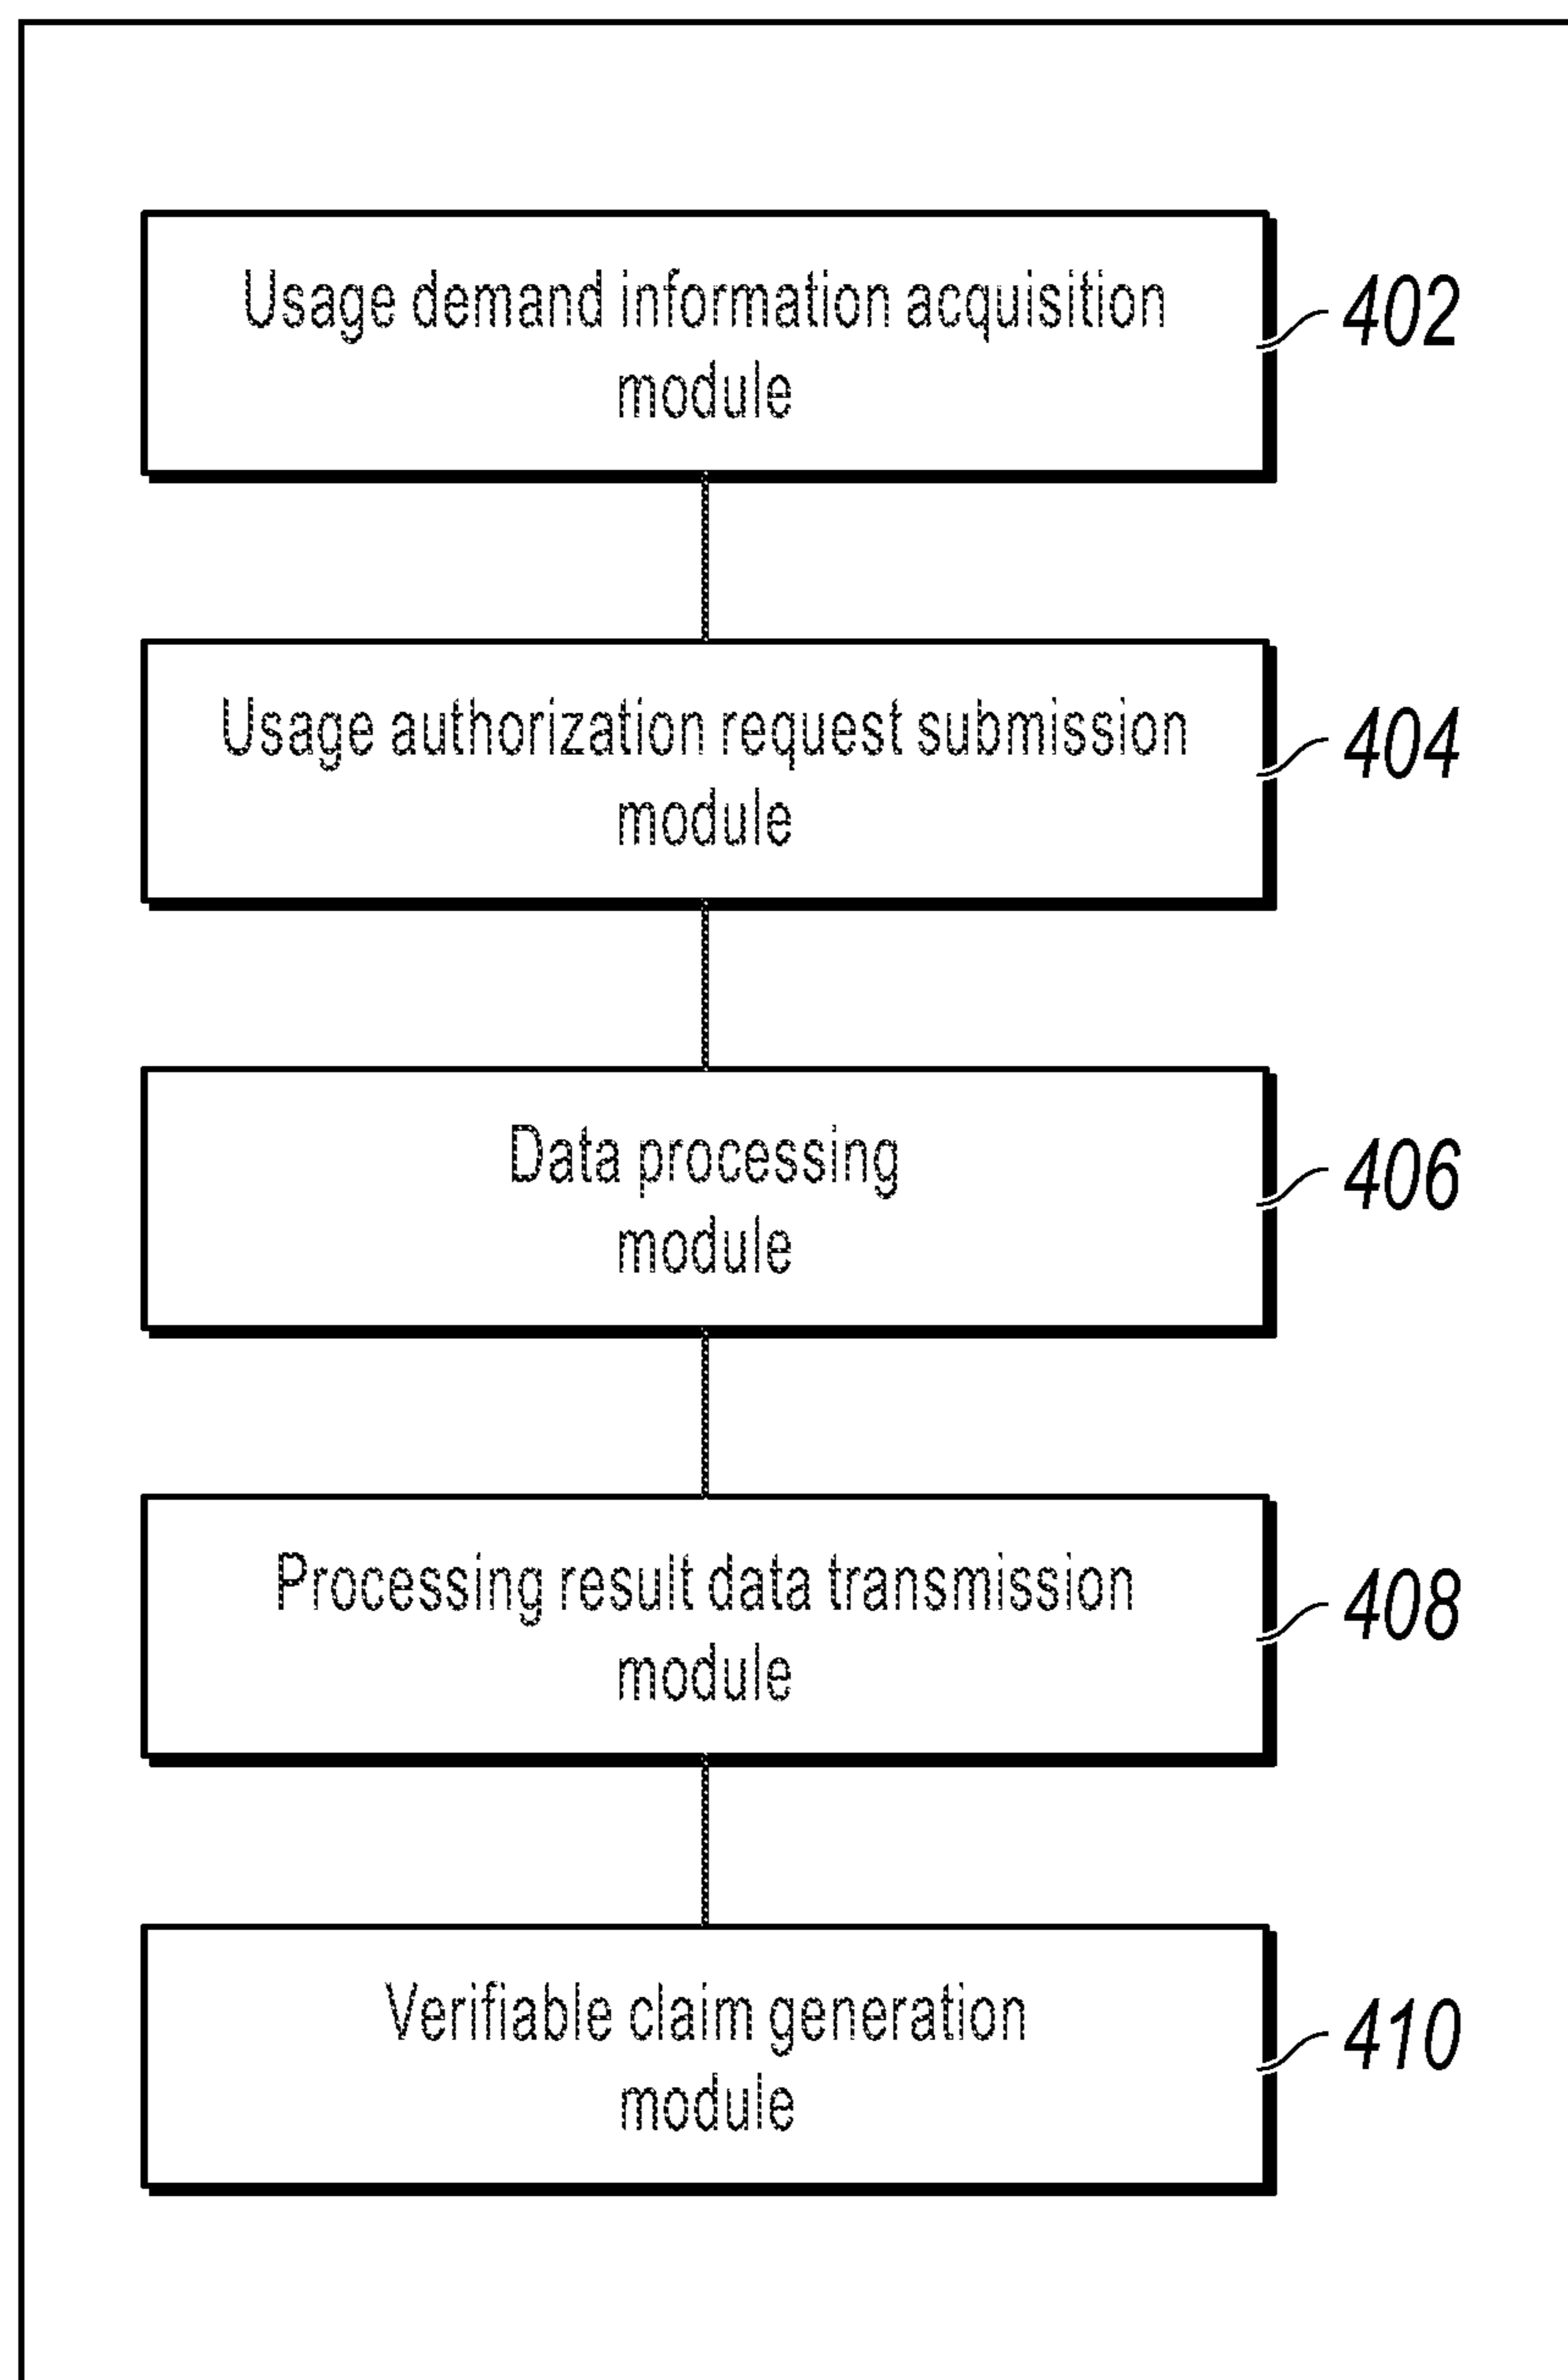 Usage demand information acquisition
module
402
Usage authorization request submission
module
404
Data processing
module
406
Processing result data transmission
module
408
Verifiable claim generation
module
410